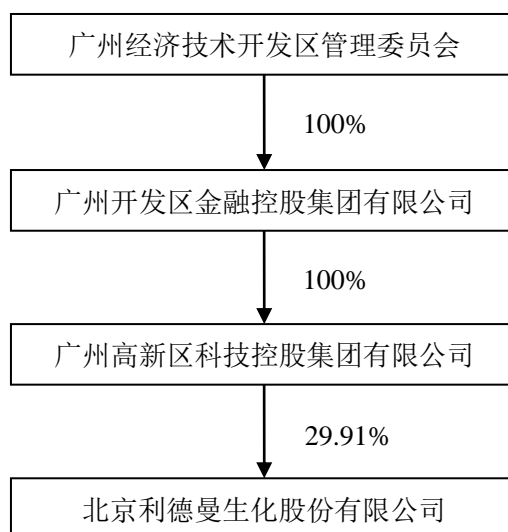 广州经济技术开发区管理委员会
100%
广州开发区金融控股集团有限公司
100%
广州高新区科技控股集团有限公司
29.91%
北京利德曼生化股份有限公司